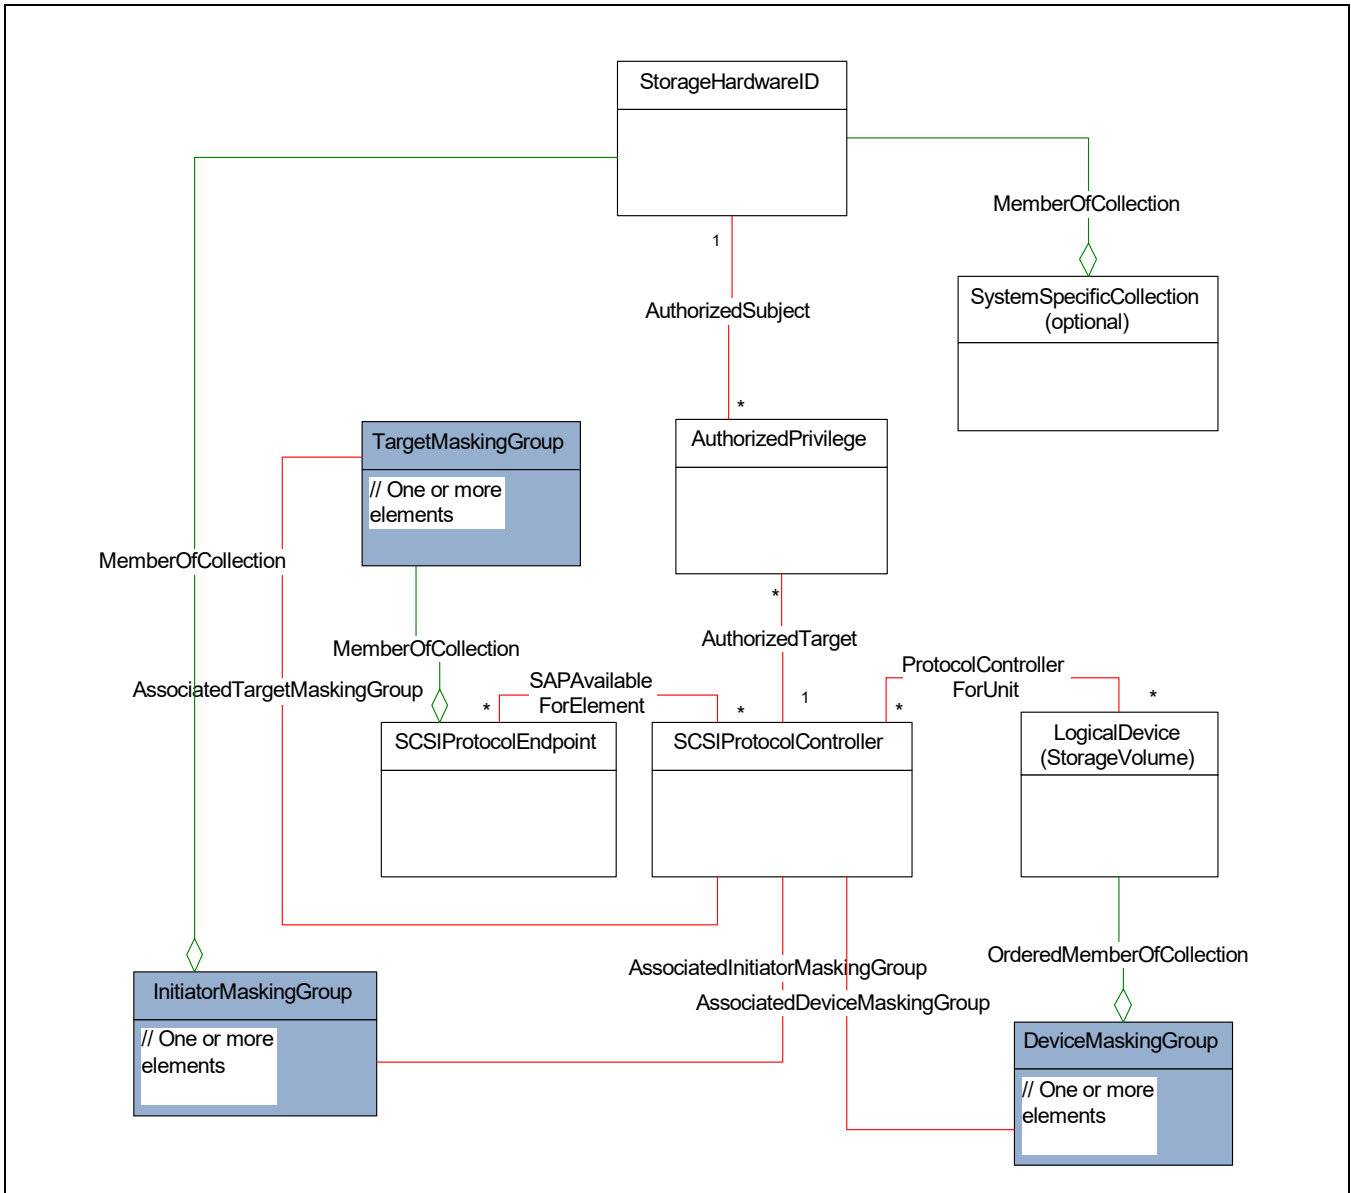 StorageHardwareID
MemberOfCollection
1
AuthorizedSubject
SystemSpecificCollection
(optional)
*
TargetMaskingGroup
// One or more
elements
AuthorizedPrivilege
MemberOfCollection
*
MemberOfCollection
AuthorizedTarget
ProtocolController
ForUnit
AssociatedTargetMaskingGroup
SAPAvailable
ForElement
*
*
1
*
*
SCSIProtocolEndpoint
SCSIProtocolController
LogicalDevice
(StorageVolume)
OrderedMemberOfCollection
AssociatedInitiatorMaskingGroup
AssociatedDeviceMaskingGroup
InitiatorMaskingGroup
// One or more
elements
DeviceMaskingGroup
// One or more
elements